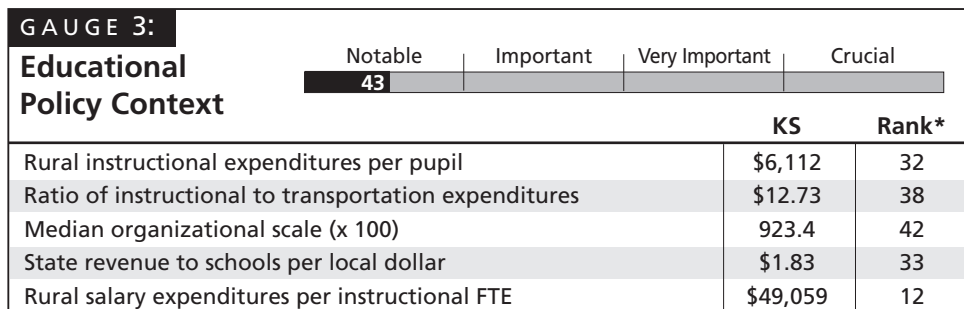 GAUGE 3:
Educational
Policy Context
Notable Important Very Important Crucial
43
KS Rank*
Rural instructional expenditures per pupil $6,112 32
Ratio of instructional to transportation expenditures $12.73 38
Median organizational scale (x 100) 923.4 42
State revenue to schools per local dollar $1.83 33
Rural salary expenditures per instructional FTE $49,059 12